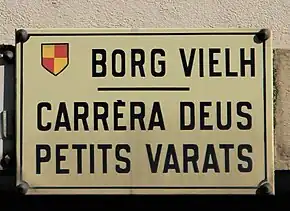 BORG VIELH
CARRÈRA DEUS
PETITS VARATS